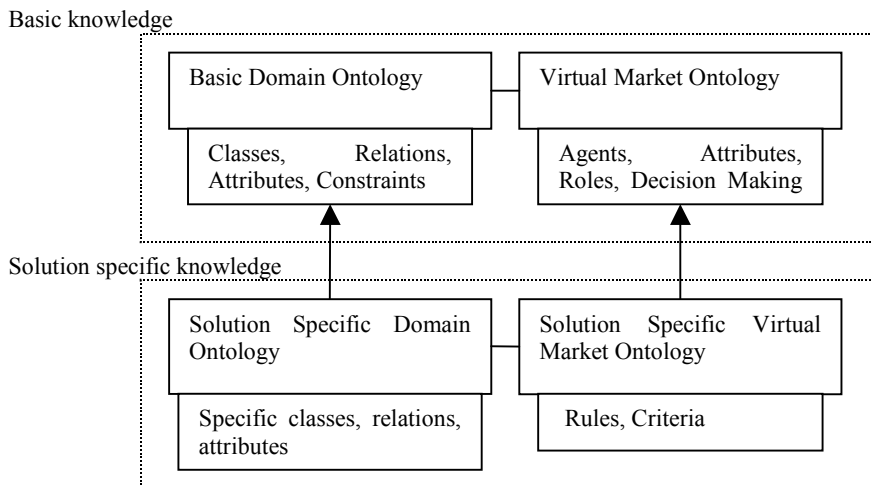 Basic knowledge
Basic Domain Ontology
Virtual Market Ontology
Classes, Relations,
Attributes, Constraints
Agents, Attributes,
Roles, Decision Making
Solution specific knowledge
Solution Specific Domain
Ontology
Solution Specific Virtual
Market Ontology
Specific classes, relations,
attributes
Rules, Criteria